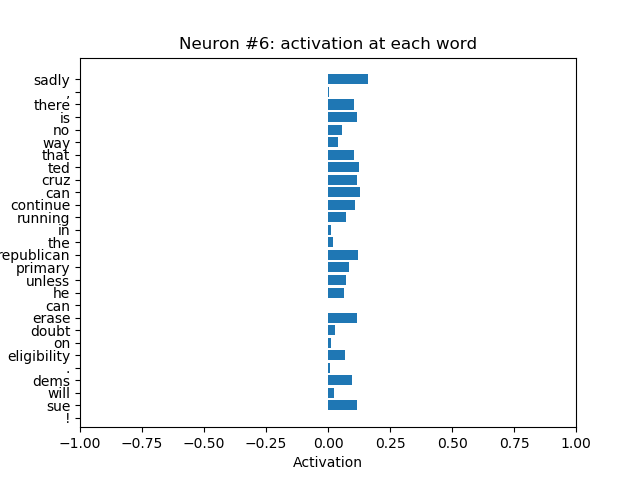 Neuron #6: activation at each word
sadly
,
there
is
no
way
that
ted
cruz
can
continue
running
in
the
republican
primary
unless
he
can
erase
doubt
on
eligibility
.
dems
will
sue
!
−1.00 −0.75 −0.50 −0.25 0.00 0.25 0.50 0.75 1.00
Activation